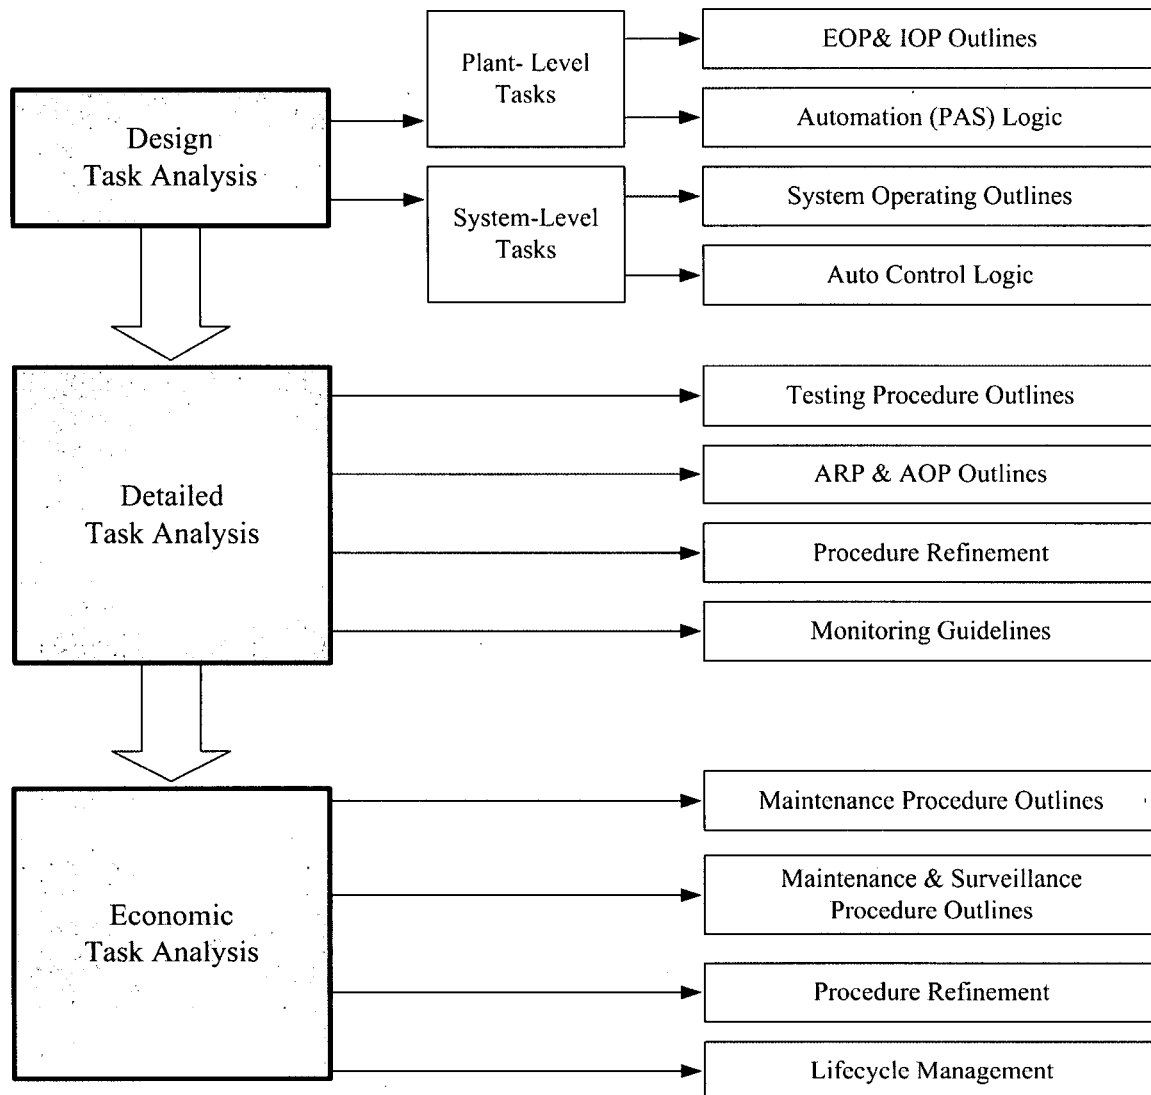 Design
Task Analysis
Plant- Level
Tasks
System-Level
Tasks
EOP& IOP Outlines
Automation (PAS) Logic
System Operating Outlines
Auto Control Logic
Detailed
Task Analysis
Testing Procedure Outlines
ARP & AOP Outlines
Procedure Refinement
Monitoring Guidelines
Economic
Task Analysis
Maintenance Procedure Outlines
Maintenance & Surveillance
Procedure Outlines
Procedure Refinement
Lifecycle Management